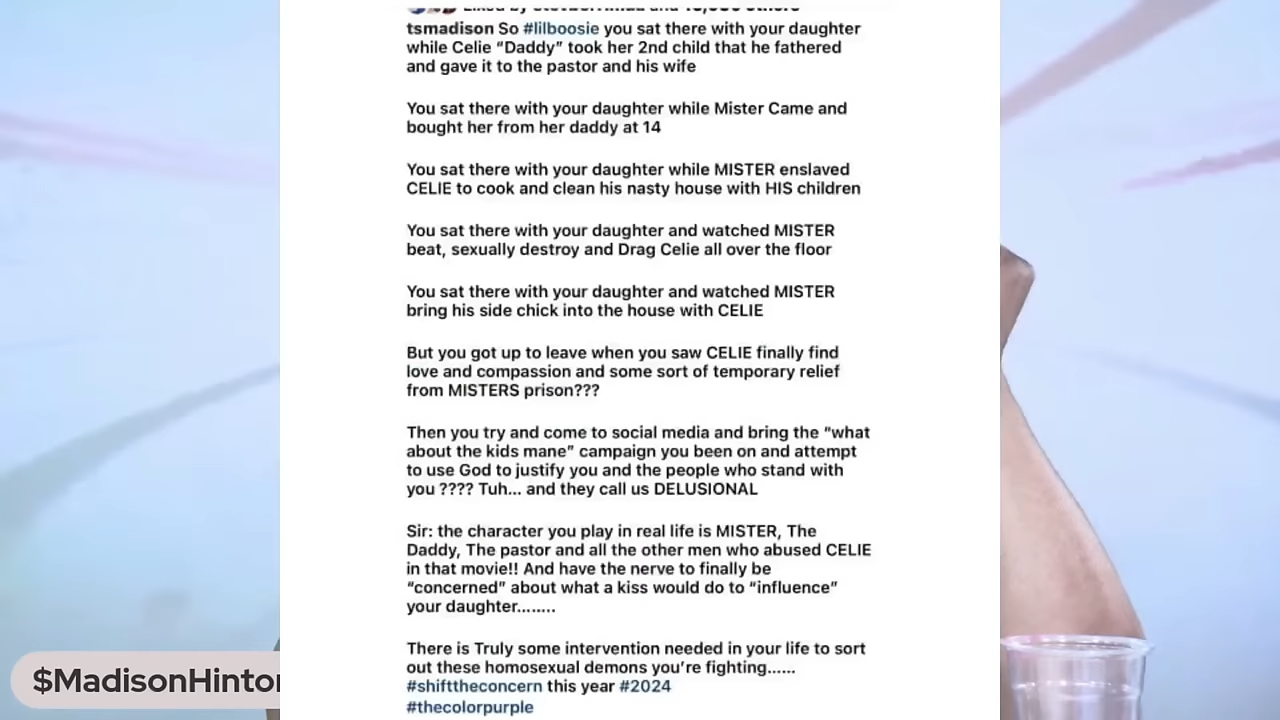 tsmadison So #lilboosie you sat there with your daughter
while Celie “Daddy” took her 2nd child that he fathered
and gave it to the pastor and his wife
You sat there with your daughter while Mister Came and
bought her from her daddy at 14
You sat there with your daughter while MISTER enslaved
CELIE to cook and clean his nasty house with HIS children
You sat there with your daughter and watched MISTER
beat, sexually destroy and Drag Celie all over the floor
You sat there with your daughter and watched MISTER
bring his side chick into the house with CELIE
But you got up to leave when you saw CELIE finally find
love and compassion and some sort of temporary relief
from MISTERS prison???
Then you try and come to social media and bring the “what
about the kids mane” campaign you been on and attempt
to use God to justify you and the people who stand with
you ???? Tuh... and they call us DELUSIONAL
Sir: the character you play in real life is MISTER, The
Daddy, The pastor and all the other men who abused CELIE
in that movie!! And have the nerve to finally be
“concerned” about what a kiss would do to “influence”
your daughter........
There is Truly some intervention needed in your life to sort
out these homosexual demons you’re fighting......
#shifttheconcern this year #2024
#thecolorpurple
$MadisonHinton